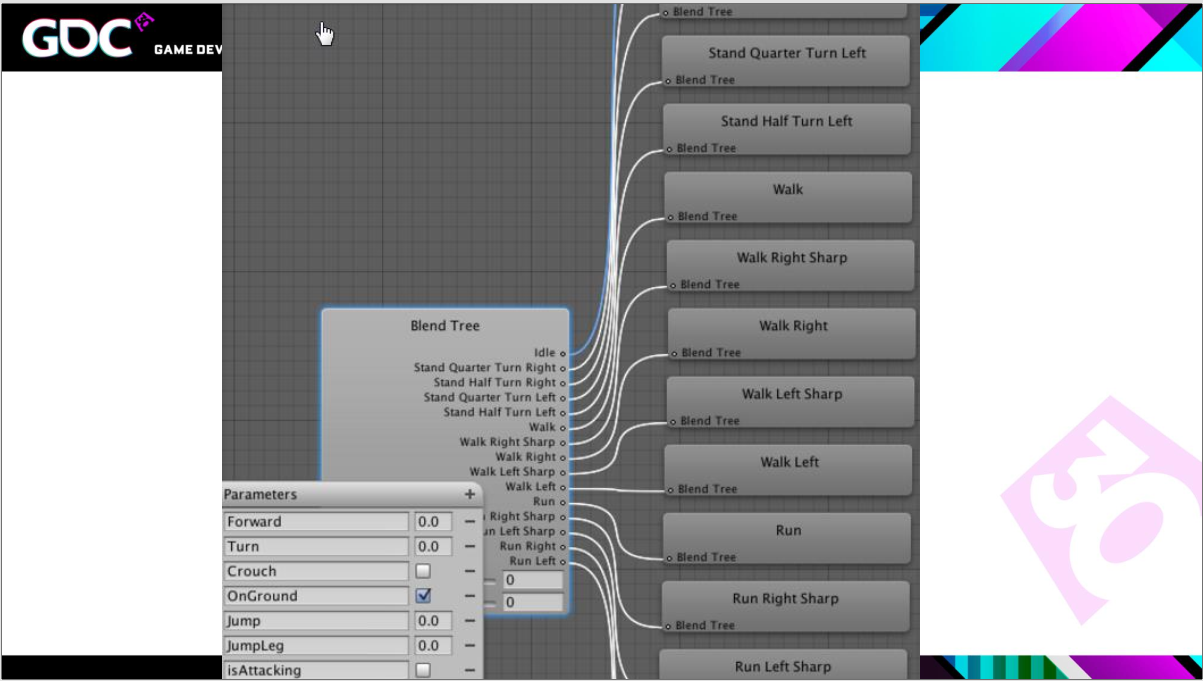 GDC
GAME DEV
Blend Tree
Stand Quarter Turn Left
Blend Tree
Stand Half Turn Left
Blend Tree
Walk
Blend Tree
Walk Right Sharp
Blend Tree
Walk Right
Blend Tree
Walk Left Sharp
Blend Tree
Walk Left
Blend Tree
Run
Blend Tree
Run Right Sharp
Blend Tree
Run Left Sharp
Blend Tree
Idle
Stand Quarter Turn Right
Stand Half Turn Right
Stand Quarter Turn Left
Stand Half Turn Left
Walk
Walk Right Sharp
Walk Right
Walk Left Sharp
Walk Left
Run
Right Sharp
un Left Sharp
Run Right
Run Left
0
0
Parameters +
Forward 0.0 −
Turn 0.0 −
Crouch −
OnGround −
Jump 0.0 −
JumpLeg 0.0 −
isAttacking −
30